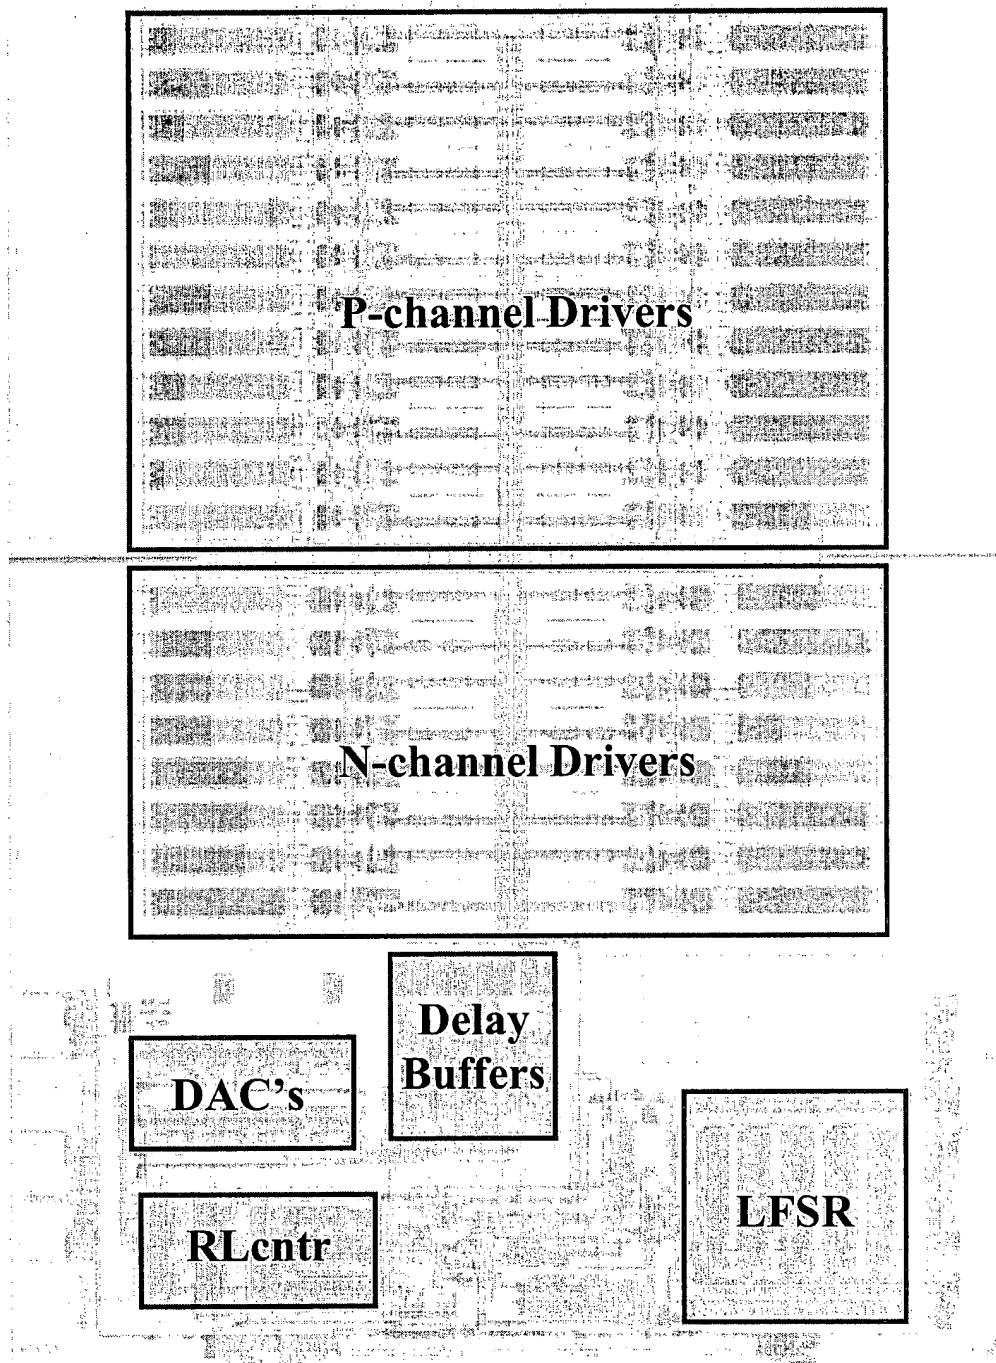 P-channel Drivers
N-channel Drivers
Delay
Buffers
DAC's
LFSR
RLcntr